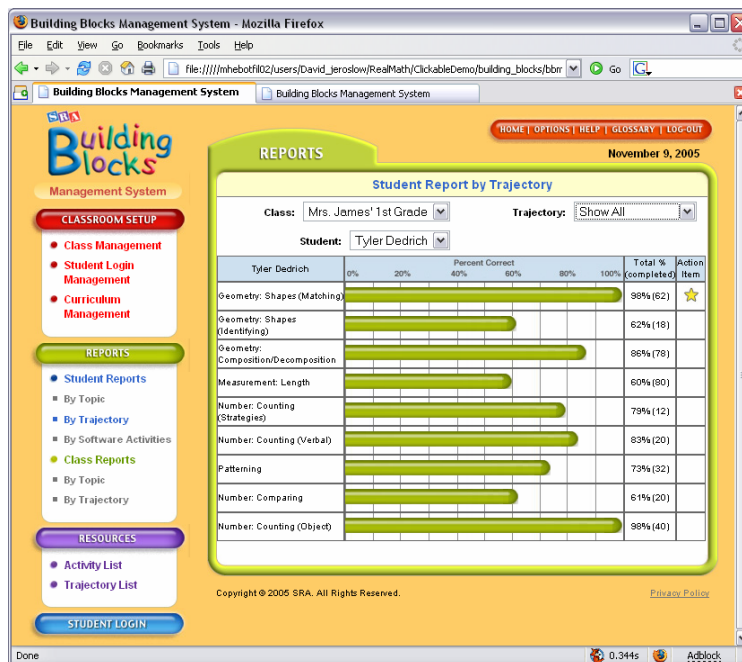 Building Blocks Management System - Mozilla Firefox
File Edit View Go Bookmarks Tools Help
file://///mhebotfil02/users/David_jeroslow/RealMath/ClickableDemo/building_blocks/bbm Go G
Building Blocks Management System Building Blocks Management System
SRA
Building
Blocks
Management System
HOME | OPTIONS | HELP | GLOSSARY | LOG-OUT
REPORTS
November 9, 2005
CLASSROOM SETUP
Class Management
Student Login
Management
Curriculum
Management
REPORTS
Student Reports
By Topic
By Trajectory
By Software Activities
Class Reports
By Topic
By Trajectory
RESOURCES
Activity List
Trajectory List
STUDENT LOGIN
Student Report by Trajectory
Class: Mrs. James' 1st Grade Trajectory: Show All
Student: Tyler Dedrich
Tyler Dedrich Percent Correct Total % (completed) Action Item
0% 20% 40% 60% 80% 100%
Geometry: Shapes (Matching) 98% (62)
Geometry: Shapes
(Identifying) 62% (18)
Geometry:
Composition/Decomposition 86% (78)
Measurement: Length 60% (80)
Number: Counting
(Strategies) 79% (12)
Number: Counting (Verbal) 83% (20)
Patterning 73% (32)
Number: Comparing 61% (20)
Number: Counting (Object) 98% (40)
Copyright © 2005 SRA. All Rights Reserved. Privacy Policy
Done 0.344s Adblock